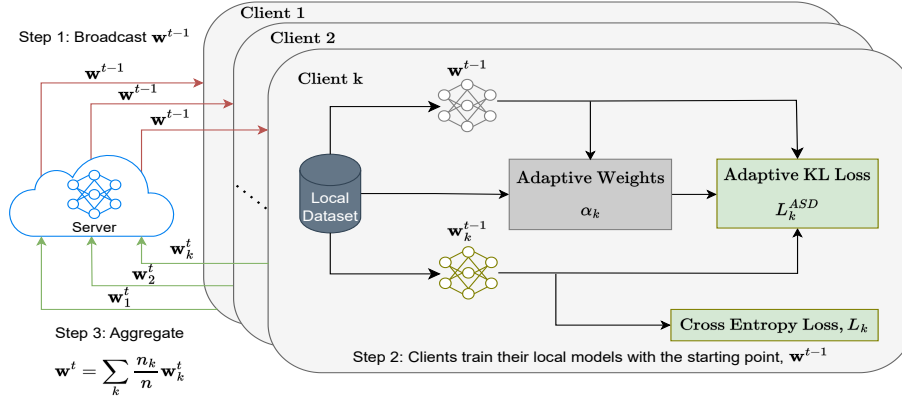 Client 1
Step 1: Broadcast w^{t−1}
Client 2
w^{t−1}
w^{t−1}
w^{t−1}
Client k
w^{t−1}
Local
Dataset
Adaptive Weights
α_k
Adaptive KL Loss
L_k^{ASD}
Server
w_k^{t−1}
w_k^t
w_2^t
w_1^t
Cross Entropy Loss, L_k
Step 3: Aggregate
w^t = ∑_k \frac{n_k}{n} w_k^t
Step 2: Clients train their local models with the starting point, w^{t−1}